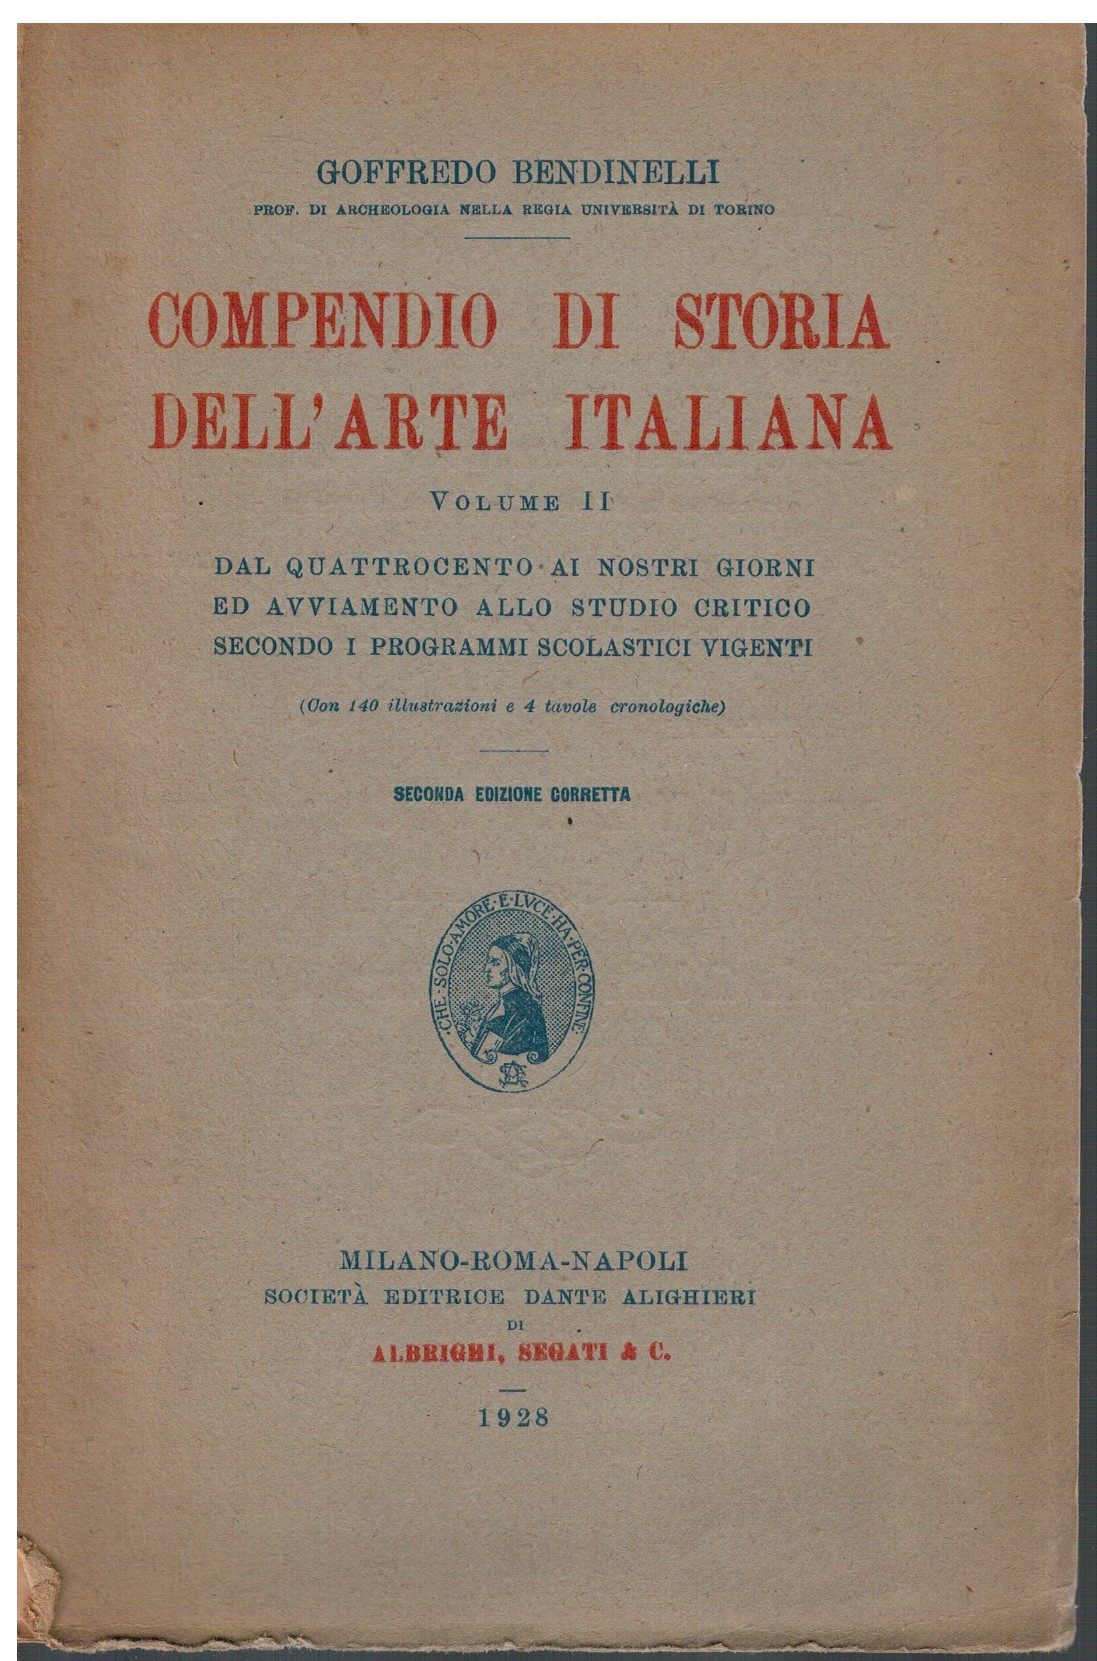 GOFFREDO BENDINELLI
PROF. DI ARCHEOLOGIA NELLA REGIA UNIVERSITÀ DI TORINO
COMPENDIO DI STORIA
DELL'ARTE ITALIANA
VOLUME II
DAL QUATTROCENTO AI NOSTRI GIORNI
ED AVVIAMENTO ALLO STUDIO CRITICO
SECONDO I PROGRAMMI SCOLASTICI VIGENTI
(Con 140 illustrazioni e 4 tavole cronologiche)
SECONDA EDIZIONE CORRETTA
·CHE·SOLO·AMORE·E·LVCE·HA·PER·CONFINE·
MILANO-ROMA-NAPOLI
SOCIETÀ EDITRICE DANTE ALIGHIERI
DI
ALBRIGHI, SEGATI & C.
1928